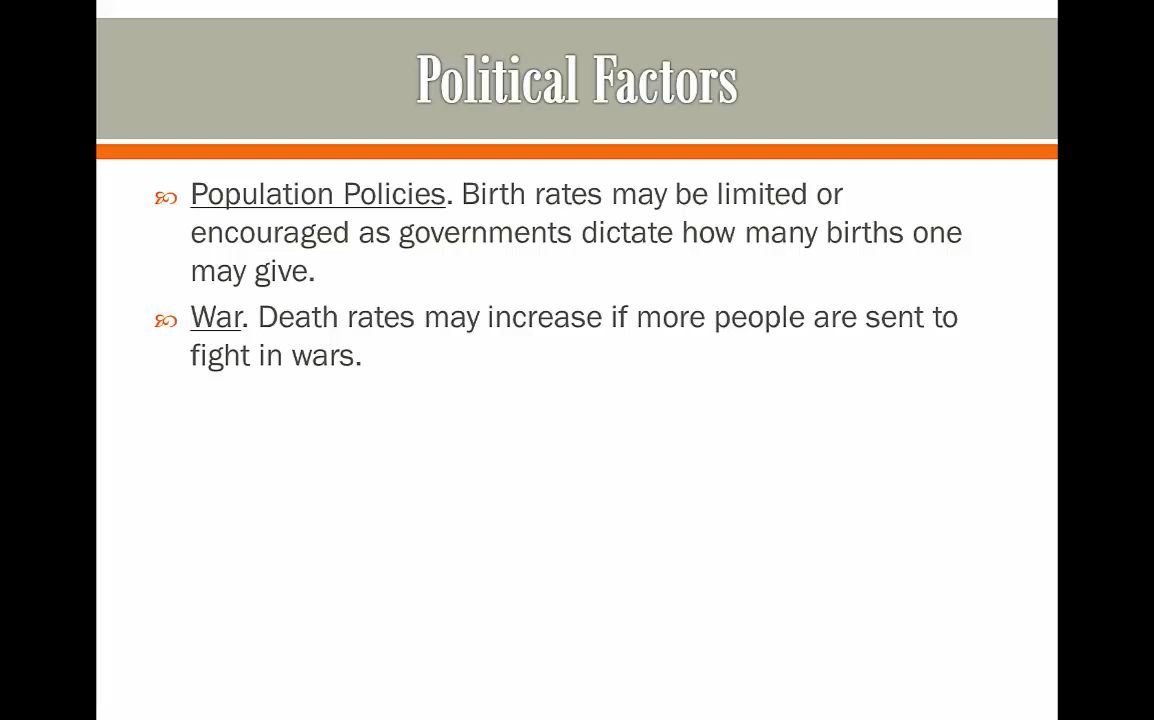 Political Factors
Population Policies. Birth rates may be limited or
encouraged as governments dictate how many births one
may give.
War. Death rates may increase if more people are sent to
fight in wars.